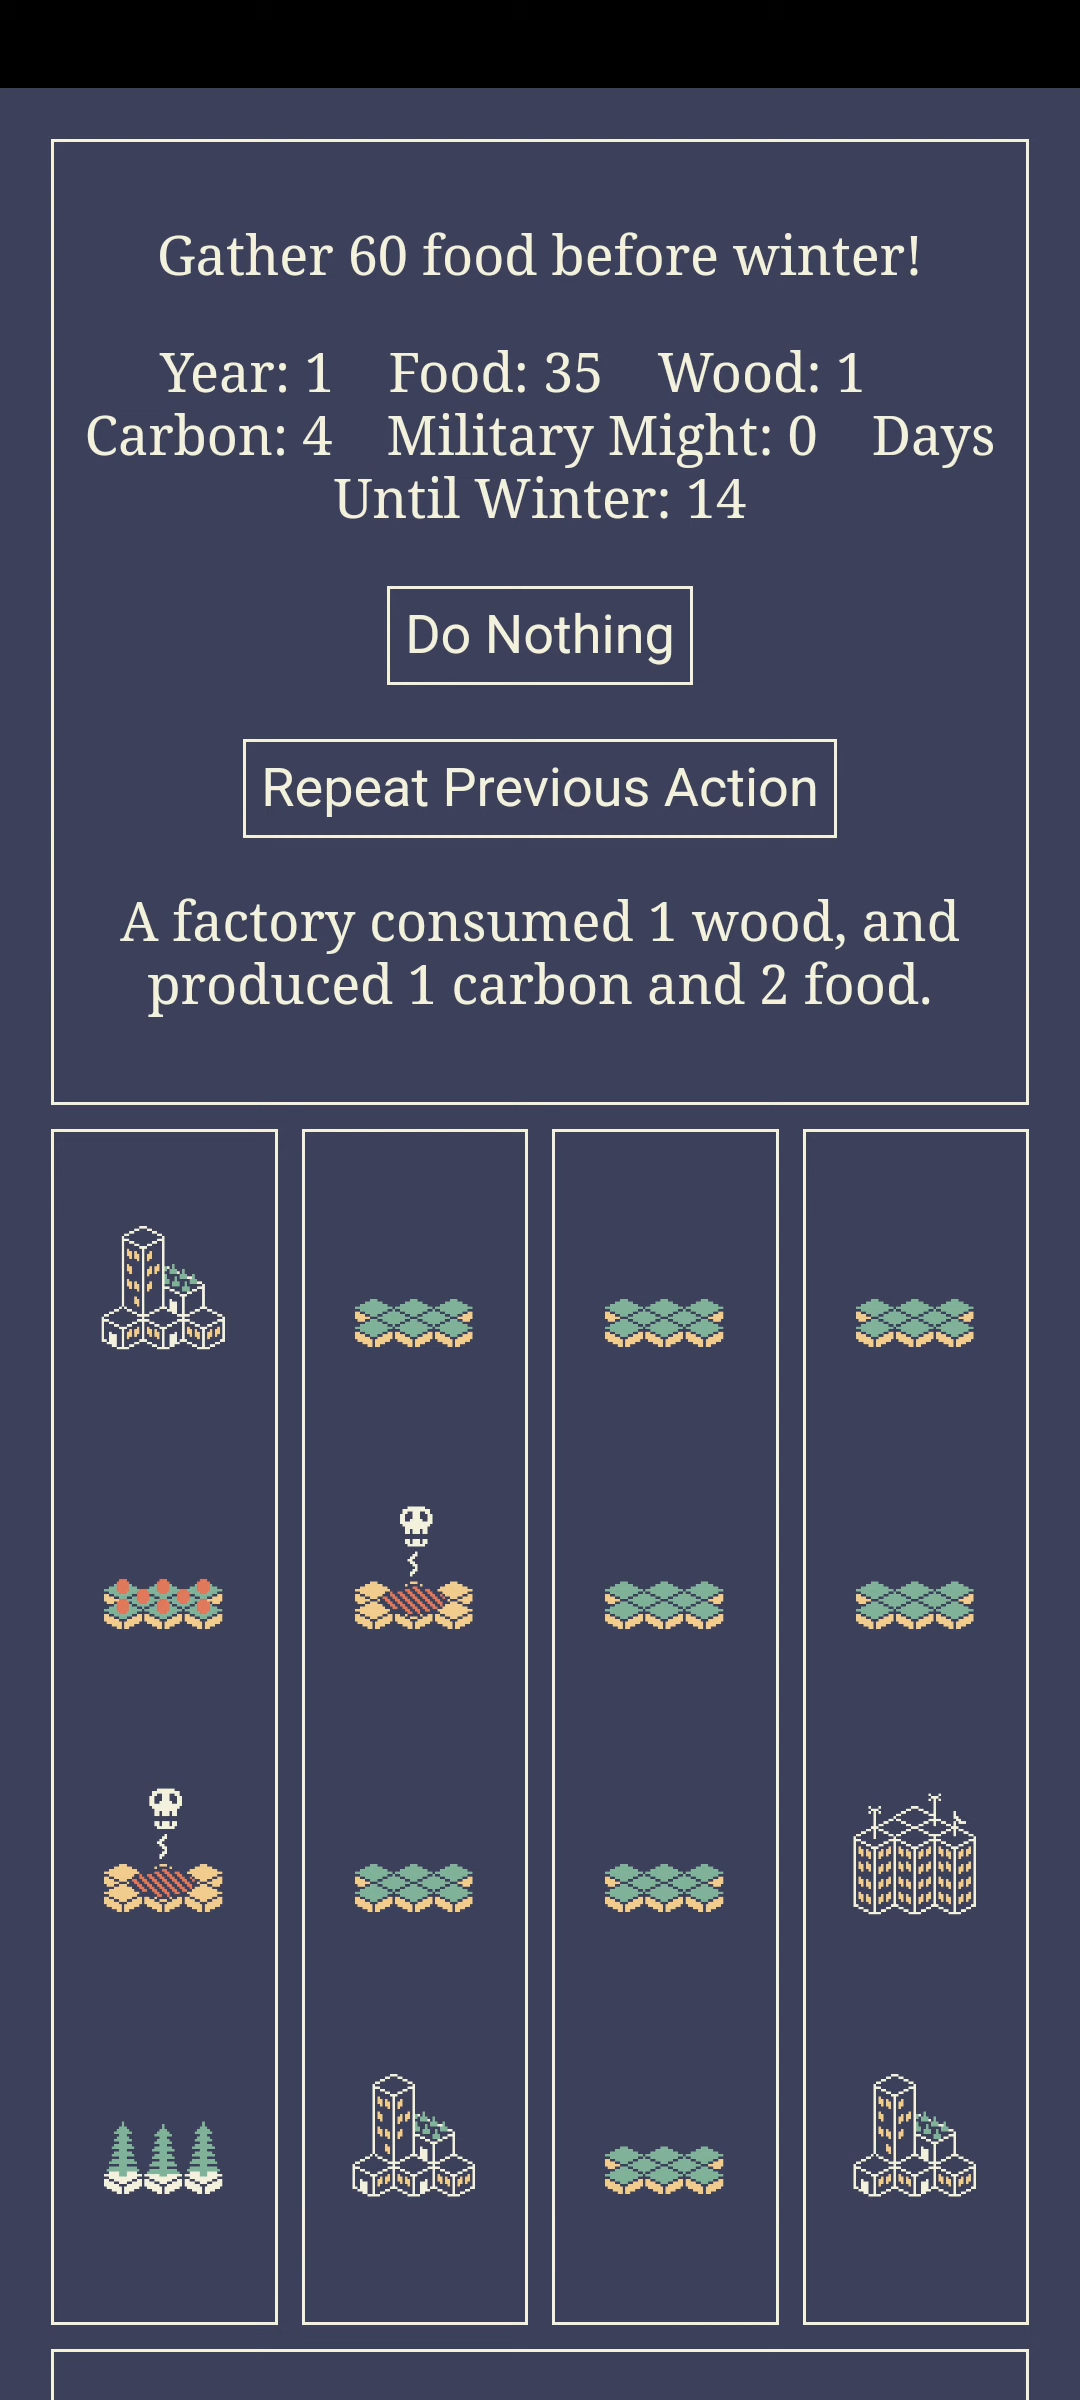 Gather 60 food before winter!
Year: 1 Food: 35 Wood: 1
Carbon: 4 Military Might: 0 Days
Until Winter: 14
Do Nothing
Repeat Previous Action
A factory consumed 1 wood, and
produced 1 carbon and 2 food.